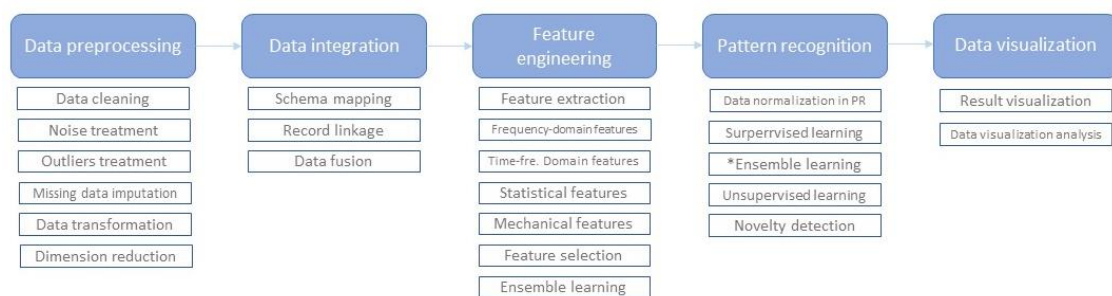 Data preprocessing
Data cleaning
Noise treatment
Outliers treatment
Missing data imputation
Data transformation
Dimension reduction
Data integration
Schema mapping
Record linkage
Data fusion
Feature
engineering
Feature extraction
Frequency-domain features
Time-fre. Domain features
Statistical features
Mechanical features
Feature selection
Ensemble learning
Pattern recognition
Data normalization in PR
Surperrvised learning
*Ensemble learning
Unsupervised learning
Novelty detection
Data visualization
Result visualization
Data visualization analysis